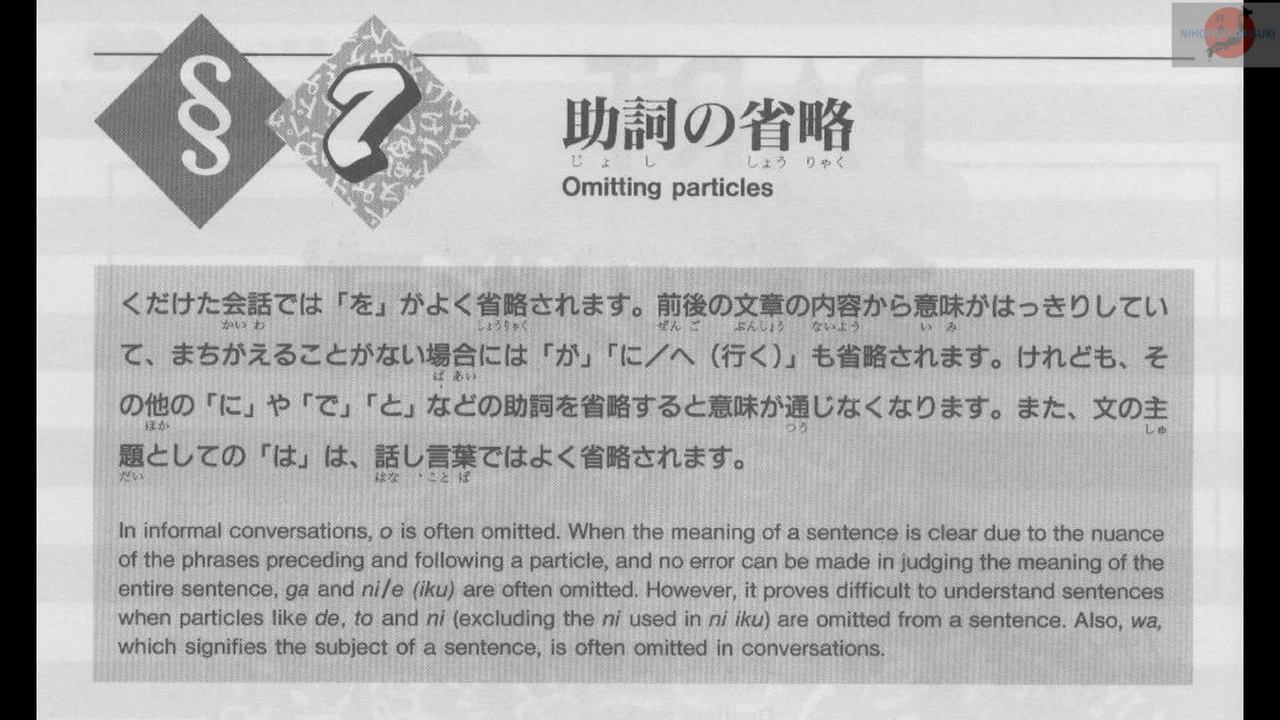 NIHONGO DAISUKI
§ 7
助詞の省略
じょ し しょう りゃく
Omitting particles
くだけた会話では「を」がよく省略されます。前後の文章の内容から意味がはっきりしてい
かい わ しょうりゃく ぜん ご ぶんしょう ないよう い み
て、まちがえることがない場合には「が」「に／へ（行く）」も省略されます。けれども、そ
ば あい
の他の「に」や「で」「と」などの助詞を省略すると意味が通じなくなります。また、文の主
ほか つう しゅ
題としての「は」は、話し言葉ではよく省略されます。
だい はな こと ば
In informal conversations, o is often omitted. When the meaning of a sentence is clear due to the nuance
of the phrases preceding and following a particle, and no error can be made in judging the meaning of the
entire sentence, ga and ni/e (iku) are often omitted. However, it proves difficult to understand sentences
when particles like de, to and ni (excluding the ni used in ni iku) are omitted from a sentence. Also, wa,
which signifies the subject of a sentence, is often omitted in conversations.